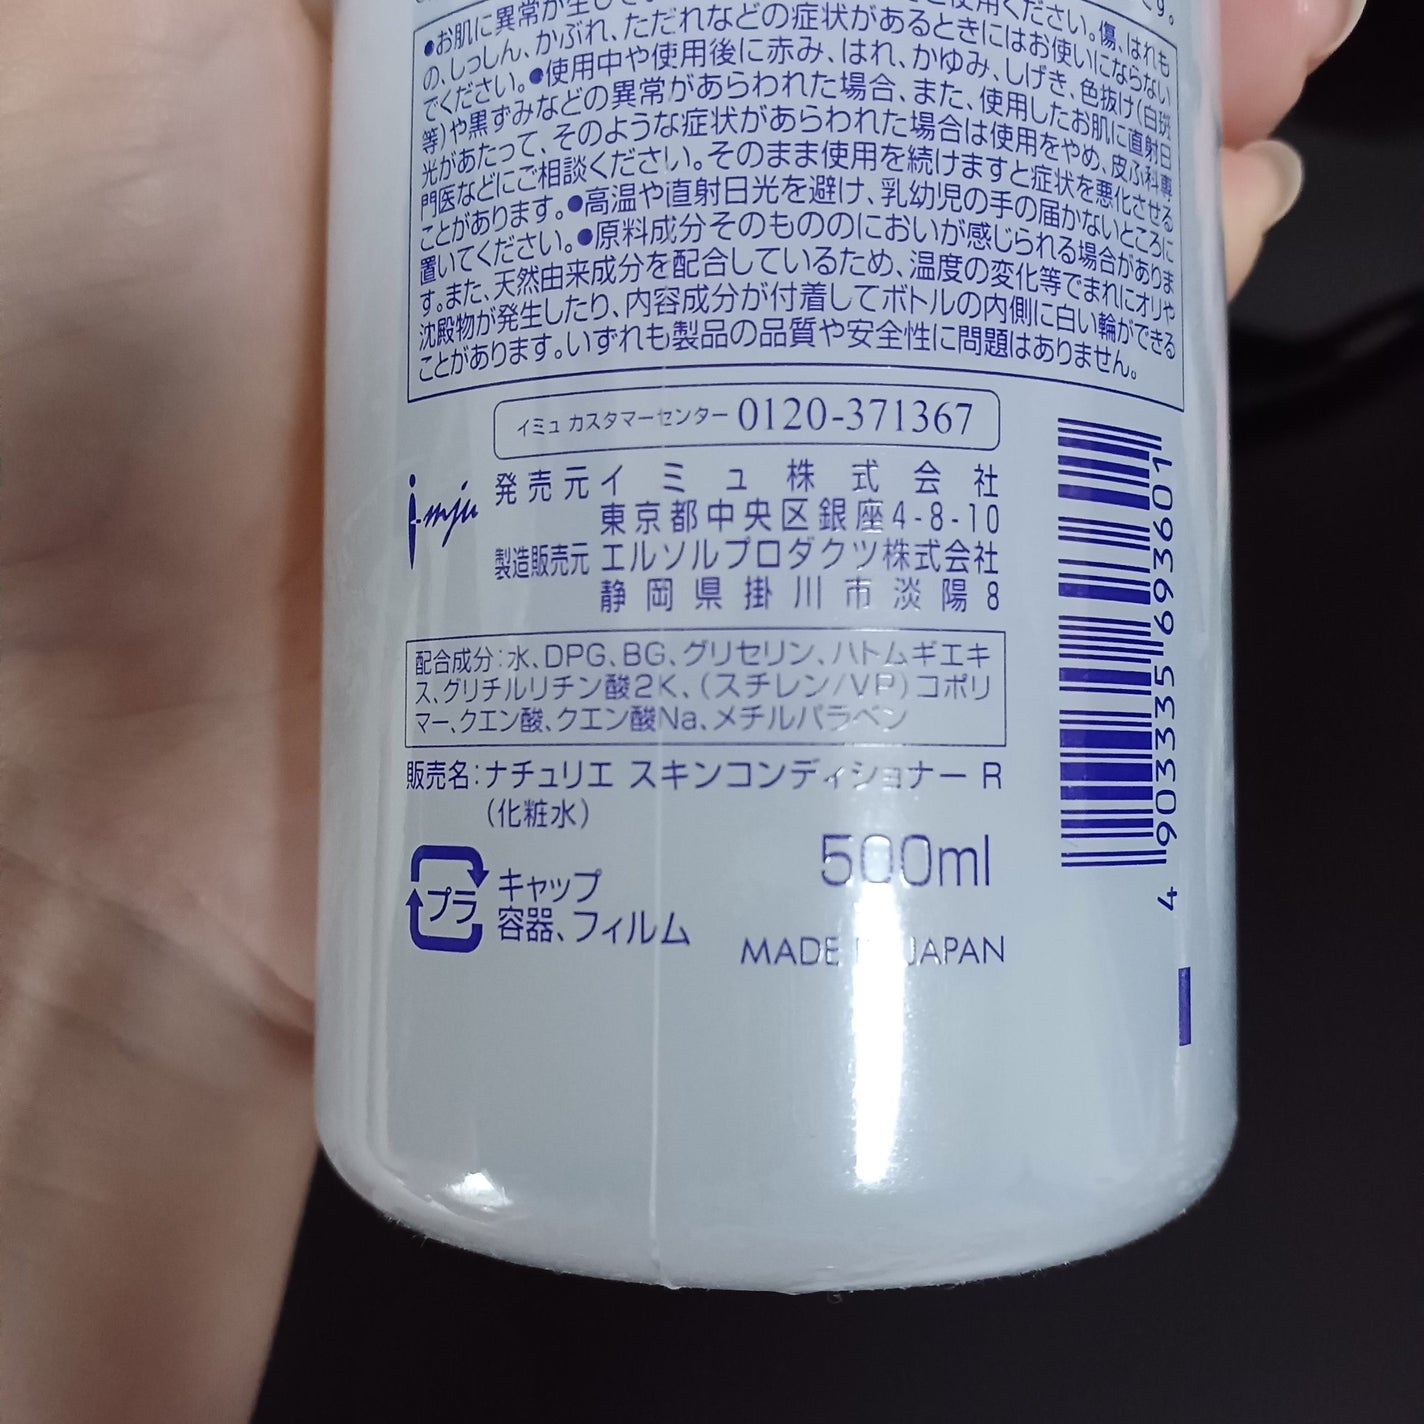 ●お肌に異常が生じ
使用ください。傷、はれも
の、しっしん、かぶれ、ただれなどの症状があるときにはお使いにならない
でください。●使用中や使用後に赤み、はれ、かゆみ、しげき、色抜け(白斑
等)や黒ずみなどの異常があらわれた場合、また、使用したお肌に直射日
光があたって、そのような症状があらわれた場合は使用をやめ、皮ふ科専
門医などにご相談ください。そのまま使用を続けますと症状を悪化させる
ことがあります。●高温や直射日光を避け、乳幼児の手の届かないところに
置いてください。●原料成分そのもののにおいが感じられる場合がありま
す。また、天然由来成分を配合しているため、温度の変化等でまれにオリや
沈殿物が発生したり、内容成分が付着してボトルの内側に白い輪ができる
ことがあります。いずれも製品の品質や安全性に問題はありません。
イミュ カスタマーセンター 0120-371367
imju
発売元 イミュ株式会社
東京都中央区銀座4-8-10
製造販売元 エルソルプロダクツ株式会社
静岡県掛川市淡陽8
配合成分:水、DPG、BG、グリセリン、ハトムギエキ
ス、グリチルリチン酸2K、(スチレン/VP)コポリ
マー、クエン酸、クエン酸Na、メチルパラベン
販売名:ナチュリエ スキンコンディショナー R
(化粧水)
500ml
プラ
キャップ
容器、フィルム
MADE IN JAPAN
4 903335 693601